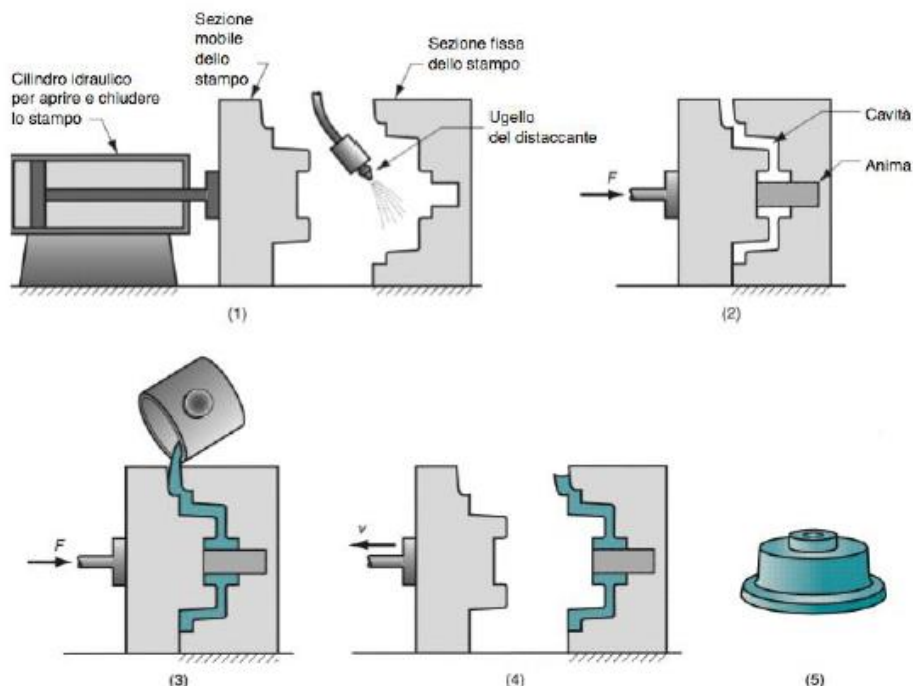 Sezione
mobile
dello
stampo
Sezione fissa
dello stampo
Cilindro idraulico
per aprire e chiudere
lo stampo
Ugello
del distaccante
(1)
Cavità
Anima
F
(2)
F
(3)
v
(4)
(5)